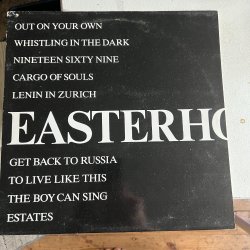 OUT ON YOUR OWN
WHISTLING IN THE DARK
NINETEEN SIXTY NINE
CARGO OF SOULS
LENIN IN ZURICH
EASTERHO
GET BACK TO RUSSIA
TO LIVE LIKE THIS
THE BOY CAN SING
ESTATES